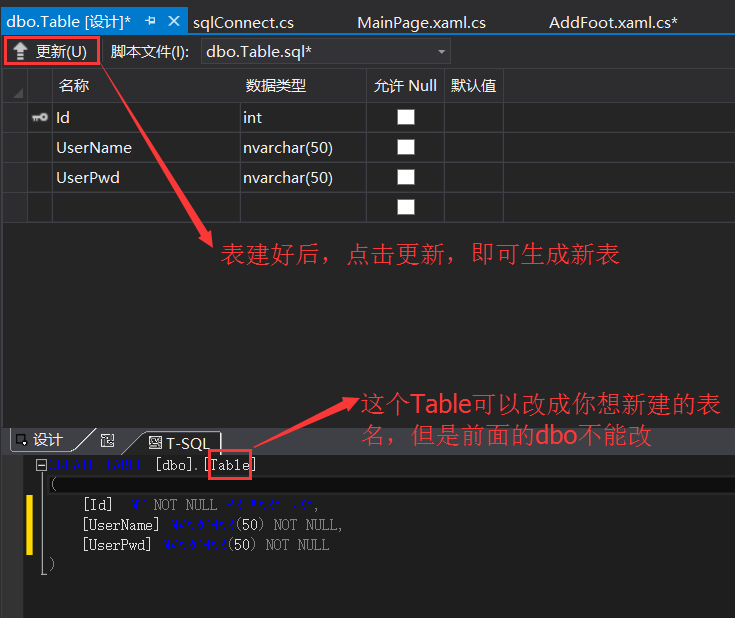 dbo.Table [设计]*
sqlConnect.cs
MainPage.xaml.cs
AddFoot.xaml.cs*
更新(U)
脚本文件(I):
dbo.Table.sql*
名称 数据类型 允许 Null 默认值
Id int
UserName nvarchar(50)
UserPwd nvarchar(50)
表建好后，点击更新，即可生成新表
这个Table可以改成你想新建的表
名，但是前面的dbo不能改
设计
T-SQL
CREATE TABLE [dbo].[Table]
(
[Id] NOT NULL
[UserName] (50) NOT NULL,
[UserPwd] (50) NOT NULL
)